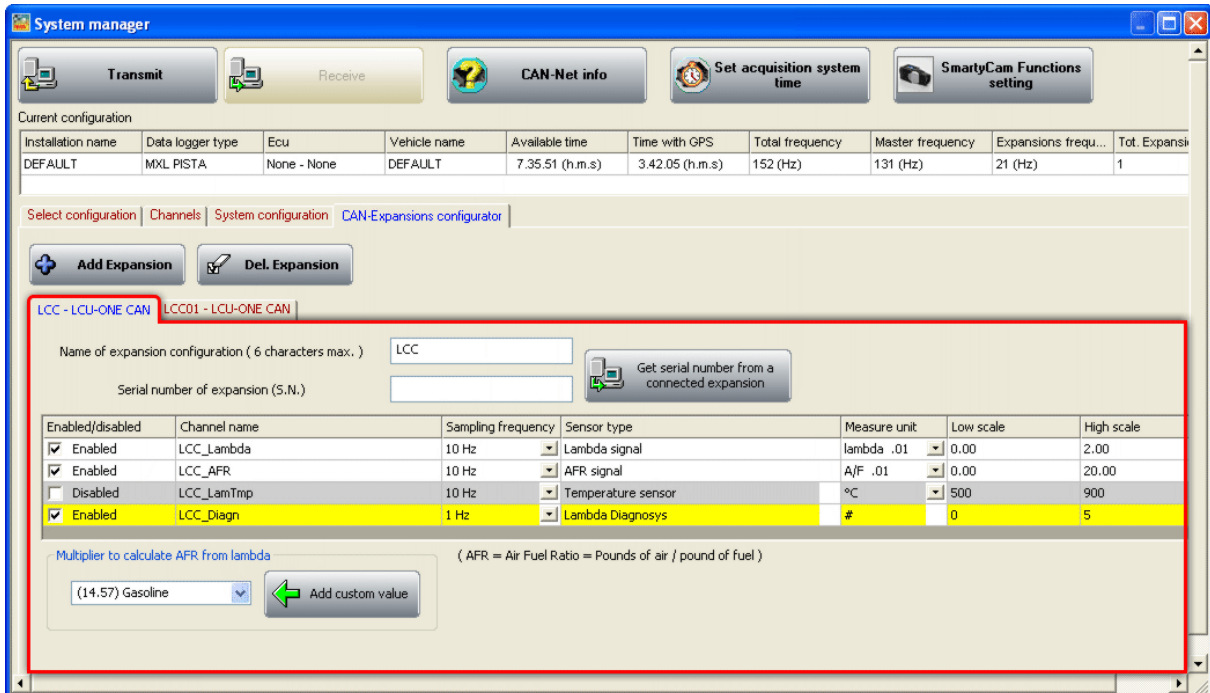 System manager
Transmit
Receive
CAN-Net info
Set acquisition system
time
SmartyCam Functions
setting
Current configuration
Installation name Data logger type Ecu Vehicle name Available time Time with GPS Total frequency Master frequency Expansions frequ... Tot. Expansi
DEFAULT MXL PISTA None - None DEFAULT 7.35.51 (h.m.s) 3.42.05 (h.m.s) 152 (Hz) 131 (Hz) 21 (Hz) 1
Select configuration Channels System configuration CAN-Expansions configurator
Add Expansion Del. Expansion
LCC - LCU-ONE CAN LCC01 - LCU-ONE CAN
Name of expansion configuration ( 6 characters max. ) LCC
Serial number of expansion (S.N.)
Get serial number from a
connected expansion
Enabled/disabled Channel name Sampling frequency Sensor type Measure unit Low scale High scale
Enabled LCC_Lambda 10 Hz Lambda signal lambda .01 0.00 2.00
Enabled LCC_AFR 10 Hz AFR signal A/F .01 0.00 20.00
Disabled LCC_LamTmp 10 Hz Temperature sensor °C 500 900
Enabled LCC_Diagn 1 Hz Lambda Diagnosys # 0 5
Multiplier to calculate AFR from lambda ( AFR = Air Fuel Ratio = Pounds of air / pound of fuel )
(14.57) Gasoline Add custom value